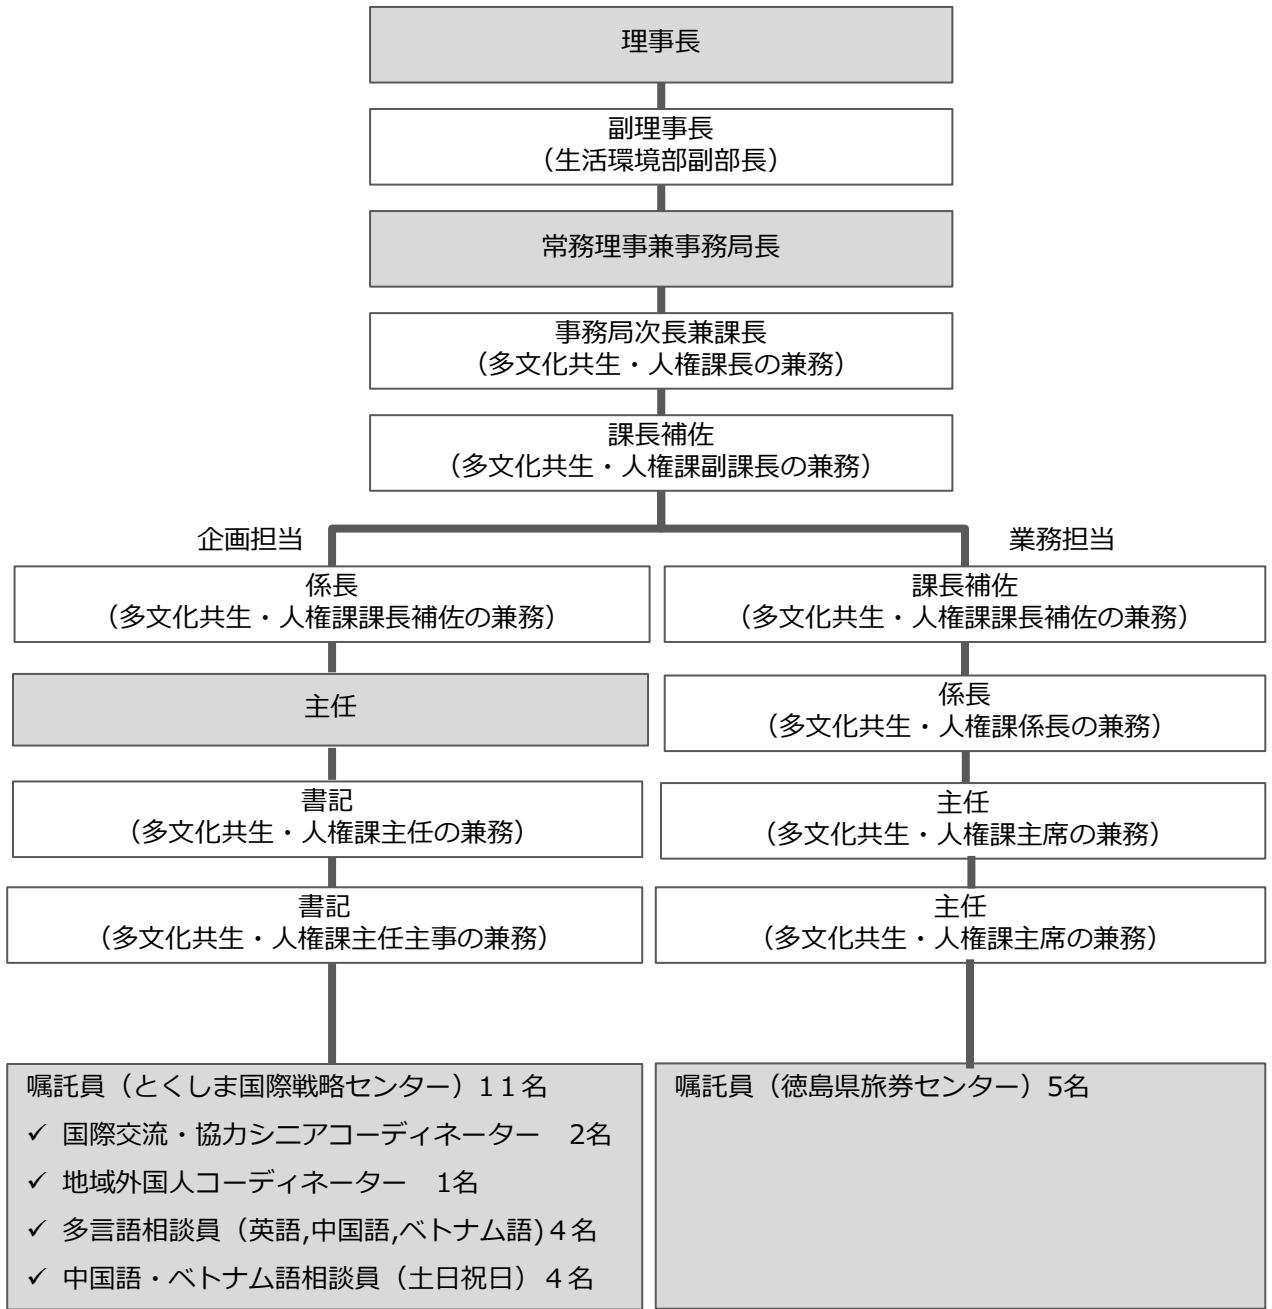 理事長
副理事長
（生活環境部副部長）
常務理事兼事務局長
事務局次長兼課長
（多文化共生・人権課長の兼務）
課長補佐
（多文化共生・人権課副課長の兼務）
企画担当
係長
（多文化共生・人権課課長補佐の兼務）
主任
書記
（多文化共生・人権課主任の兼務）
書記
（多文化共生・人権課主任主事の兼務）
嘱託員（とくしま国際戦略センター）1１名
✓ 国際交流・協力シニアコーディネーター　2名
✓ 地域外国人コーディネーター　1名
✓ 多言語相談員（英語,中国語,ベトナム語)４名
✓ 中国語・ベトナム語相談員（土日祝日）４名
業務担当
課長補佐
（多文化共生・人権課課長補佐の兼務）
係長
（多文化共生・人権課係長の兼務）
主任
（多文化共生・人権課主席の兼務）
主任
（多文化共生・人権課主席の兼務）
嘱託員（徳島県旅券センター）5名